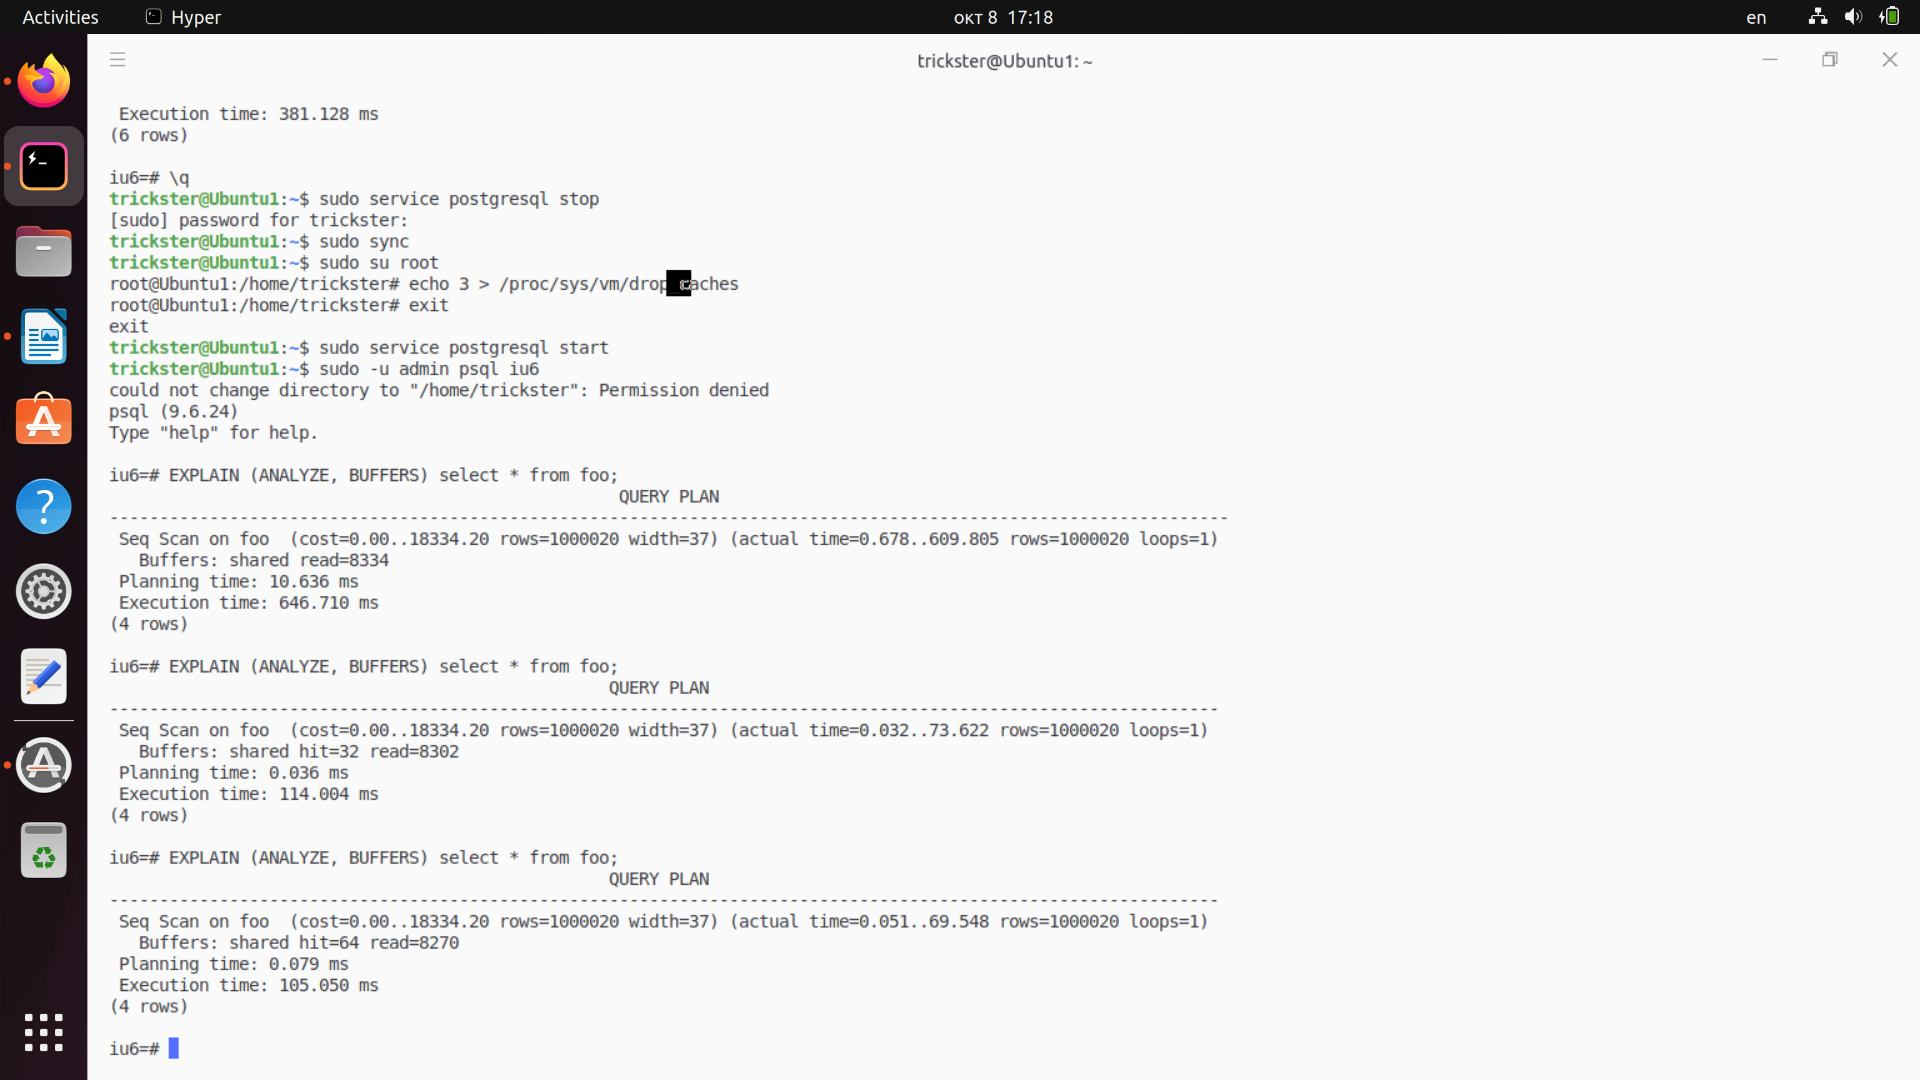 Activities Hyper окт 8 17:18 en
trickster@Ubuntu1: ~
Execution time: 381.128 ms
(6 rows)
iu6=# \q
trickster@Ubuntu1:~$ sudo service postgresql stop
[sudo] password for trickster:
trickster@Ubuntu1:~$ sudo sync
trickster@Ubuntu1:~$ sudo su root
root@Ubuntu1:/home/trickster# echo 3 > /proc/sys/vm/drop_caches
root@Ubuntu1:/home/trickster# exit
exit
trickster@Ubuntu1:~$ sudo service postgresql start
trickster@Ubuntu1:~$ sudo -u admin psql iu6
could not change directory to "/home/trickster": Permission denied
psql (9.6.24)
Type "help" for help.
iu6=# EXPLAIN (ANALYZE, BUFFERS) select * from foo;
QUERY PLAN
----------------------------------------------------------------------------------------------------------------
Seq Scan on foo  (cost=0.00..18334.20 rows=1000020 width=37) (actual time=0.678..609.805 rows=1000020 loops=1)
Buffers: shared read=8334
Planning time: 10.636 ms
Execution time: 646.710 ms
(4 rows)
iu6=# EXPLAIN (ANALYZE, BUFFERS) select * from foo;
QUERY PLAN
---------------------------------------------------------------------------------------------------------------
Seq Scan on foo  (cost=0.00..18334.20 rows=1000020 width=37) (actual time=0.032..73.622 rows=1000020 loops=1)
Buffers: shared hit=32 read=8302
Planning time: 0.036 ms
Execution time: 114.004 ms
(4 rows)
iu6=# EXPLAIN (ANALYZE, BUFFERS) select * from foo;
QUERY PLAN
---------------------------------------------------------------------------------------------------------------
Seq Scan on foo  (cost=0.00..18334.20 rows=1000020 width=37) (actual time=0.051..69.548 rows=1000020 loops=1)
Buffers: shared hit=64 read=8270
Planning time: 0.079 ms
Execution time: 105.050 ms
(4 rows)
iu6=#